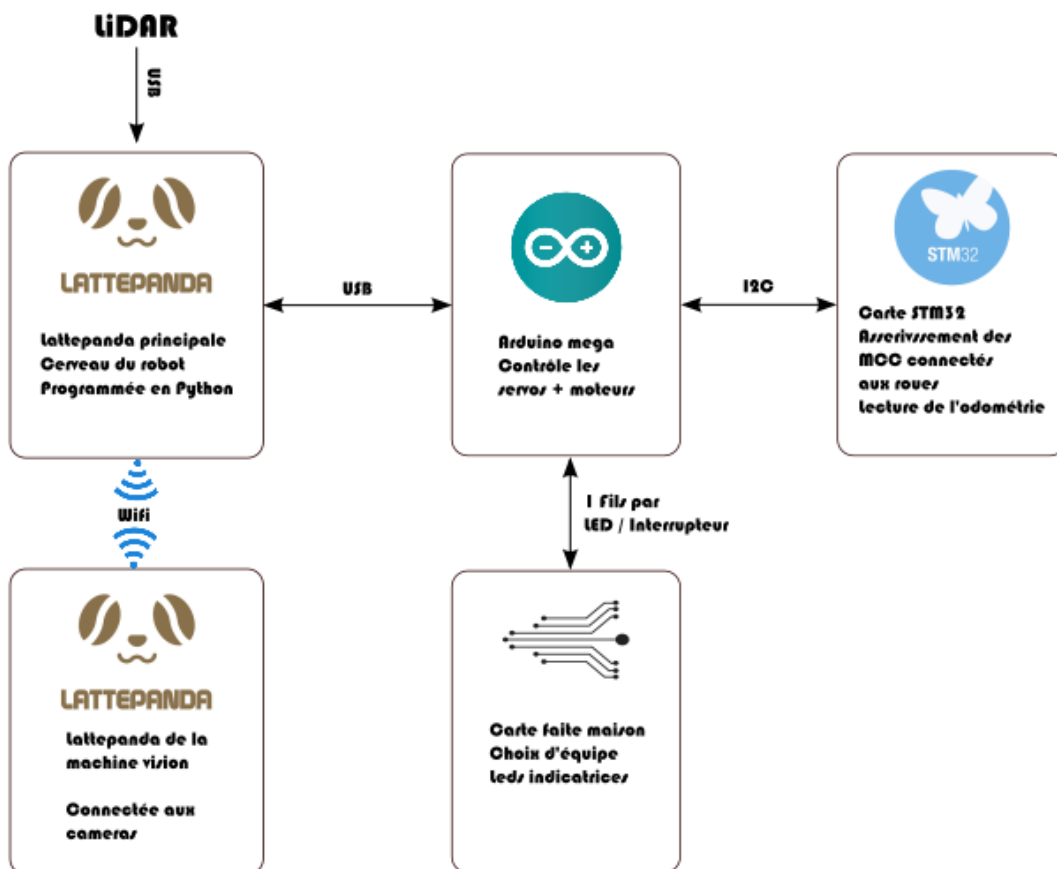 LiDAR
USB
LATTEPANDA
Lattepanda principale
Cerveau du robot
Programmée en Python
USB
Arduino mega
Contrôle les
servos + moteurs
I2C
STM32
Carte STM32
Asserivssement des
MCC connectés
aux roues
Lecture de l'odométrie
Wifi
1 Fils par
LED / Interrupteur
LATTEPANDA
Lattepanda de la
machine vision
Connectée aux
cameras
Carte faite maison
Choix d'équipe
Leds indicatrices